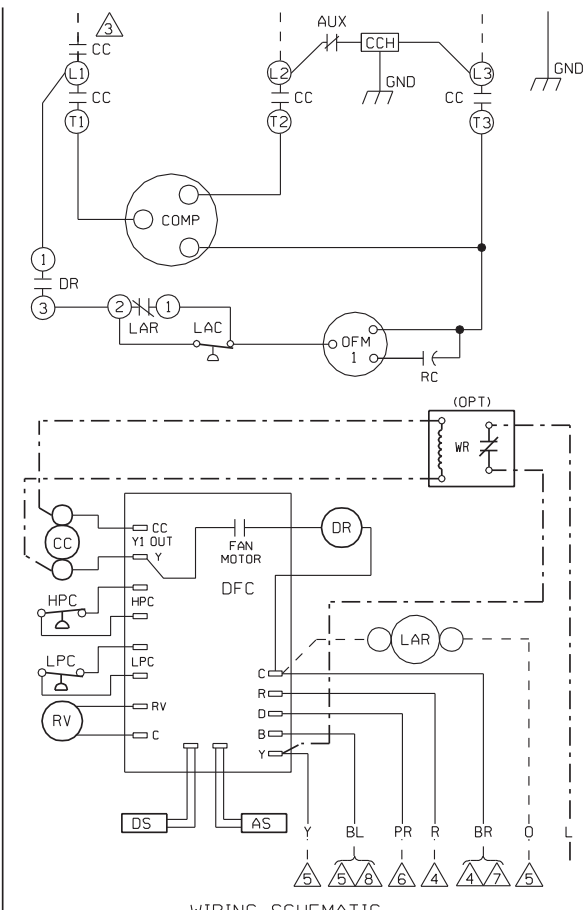 3
AUX
CC
CCH
GND
L1
L2
L3
GND
CC
CC
CC
T1
T2
T3
COMP
1
DR
3
2
1
LAR
LAC
OFM
1
RC
(OPT)
WR
CC
CC
Y1 OUT
Y
FAN
MOTOR
DR
DFC
HPC
HPC
LAR
LPC
LPC
C
R
RV
RV
D
C
B
Y
DS
AS
Y
BL
PR
R
BR
O
L
5
5
8
6
4
4
7
5
WIRING SCHEMATIC